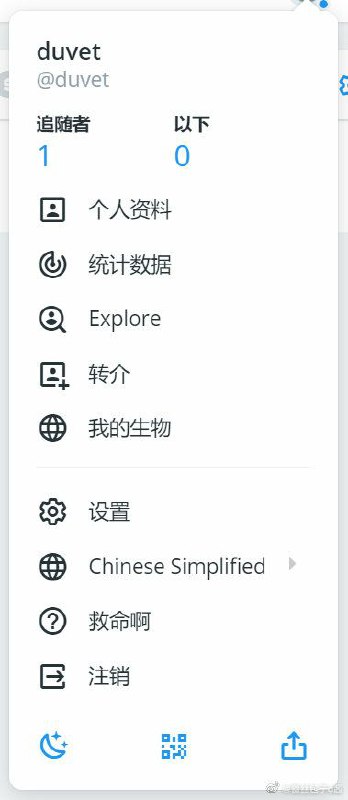 duvet
@duvet
追随者 以下
1 0
个人资料
统计数据
Explore
转介
我的生物
设置
Chinese Simplified
救命啊
注销